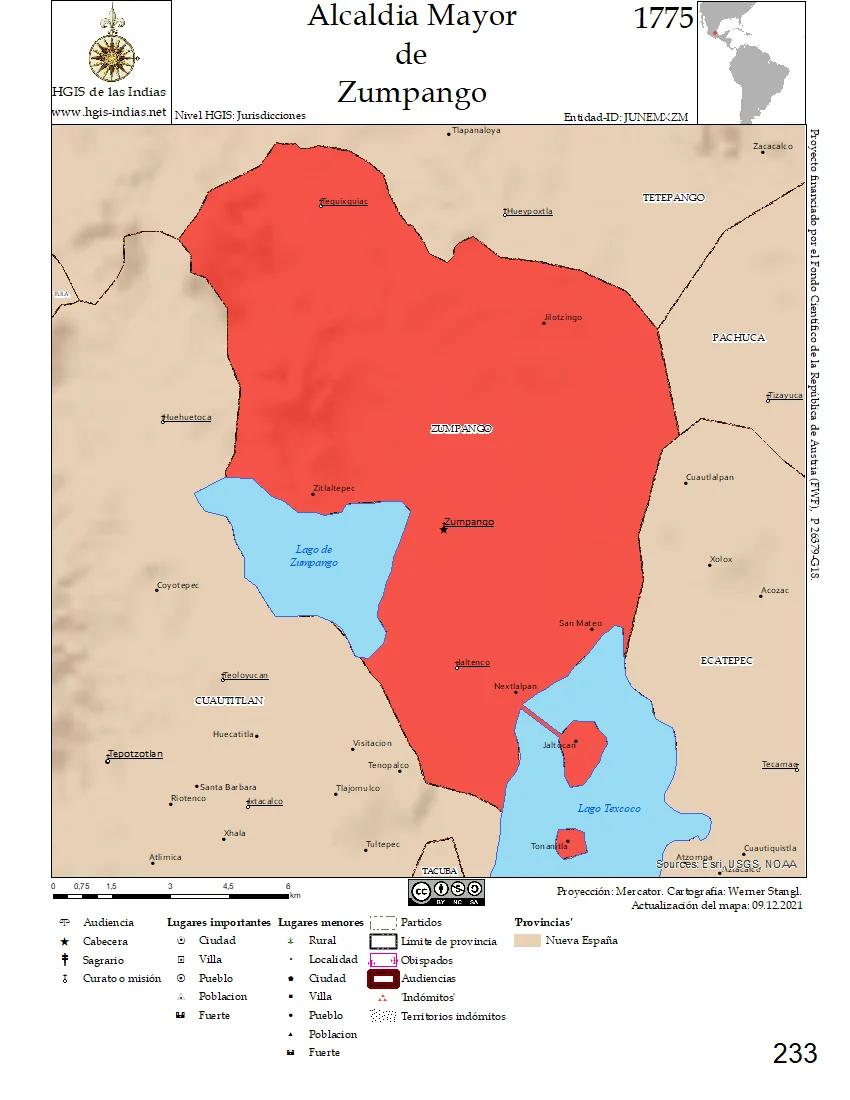 Alcaldia Mayor
de
Zumpango
1775
HGIS de las Indias
www.hgis-indias.net
Nivel HGIS: Jurisdicciones
Entidad-ID: JUNEMXZM
Tlapanaloya
Zacacalco
Tequixquiac
TETEPANGO
Hueypoxtla
Jilotzingo
PACHUCA
Tizayuca
Huehuetoca
ZUMPANGO
Cuautlalpan
Zitlaltepec
Zumpango
Lago de
Zumpango
Xolox
Coyotepec
Acozac
San Mateo
Jaltenco
ECATEPEC
Teoloyucan
Nextlalpan
CUAUTITLAN
Huecatitla
Visitacion
Jaltocan
Tepotzotlan
Tenopalco
Tecamac
Santa Barbara
Tlajomulco
Riotenco
Ixtacalco
Lago Texcoco
Xhala
Tultepec
Tonanitla
Cuautiquistla
Atlimica
Atzompa
TACUBA
Sources: Esri, USGS, NOAA
Proyecto financiado por el Fondo Científico de la República de Austria (FWF), P 26379-G18.
0 0,75 1,5 3 4,5 6
km
CC BY NC SA
Proyección: Mercator. Cartografía: Werner Stangl.
Actualización del mapa: 09.12.2021
Audiencia
Cabecera
Sagrario
Curato o misión
Lugares importantes
Ciudad
Villa
Pueblo
Poblacion
Fuerte
Lugares menores
Rural
Localidad
Ciudad
Villa
Pueblo
Poblacion
Fuerte
Partidos
Límite de provincia
Obispados
Audiencias
'Indómitos'
Territorios indómitos
'Provincias'
Nueva España
233